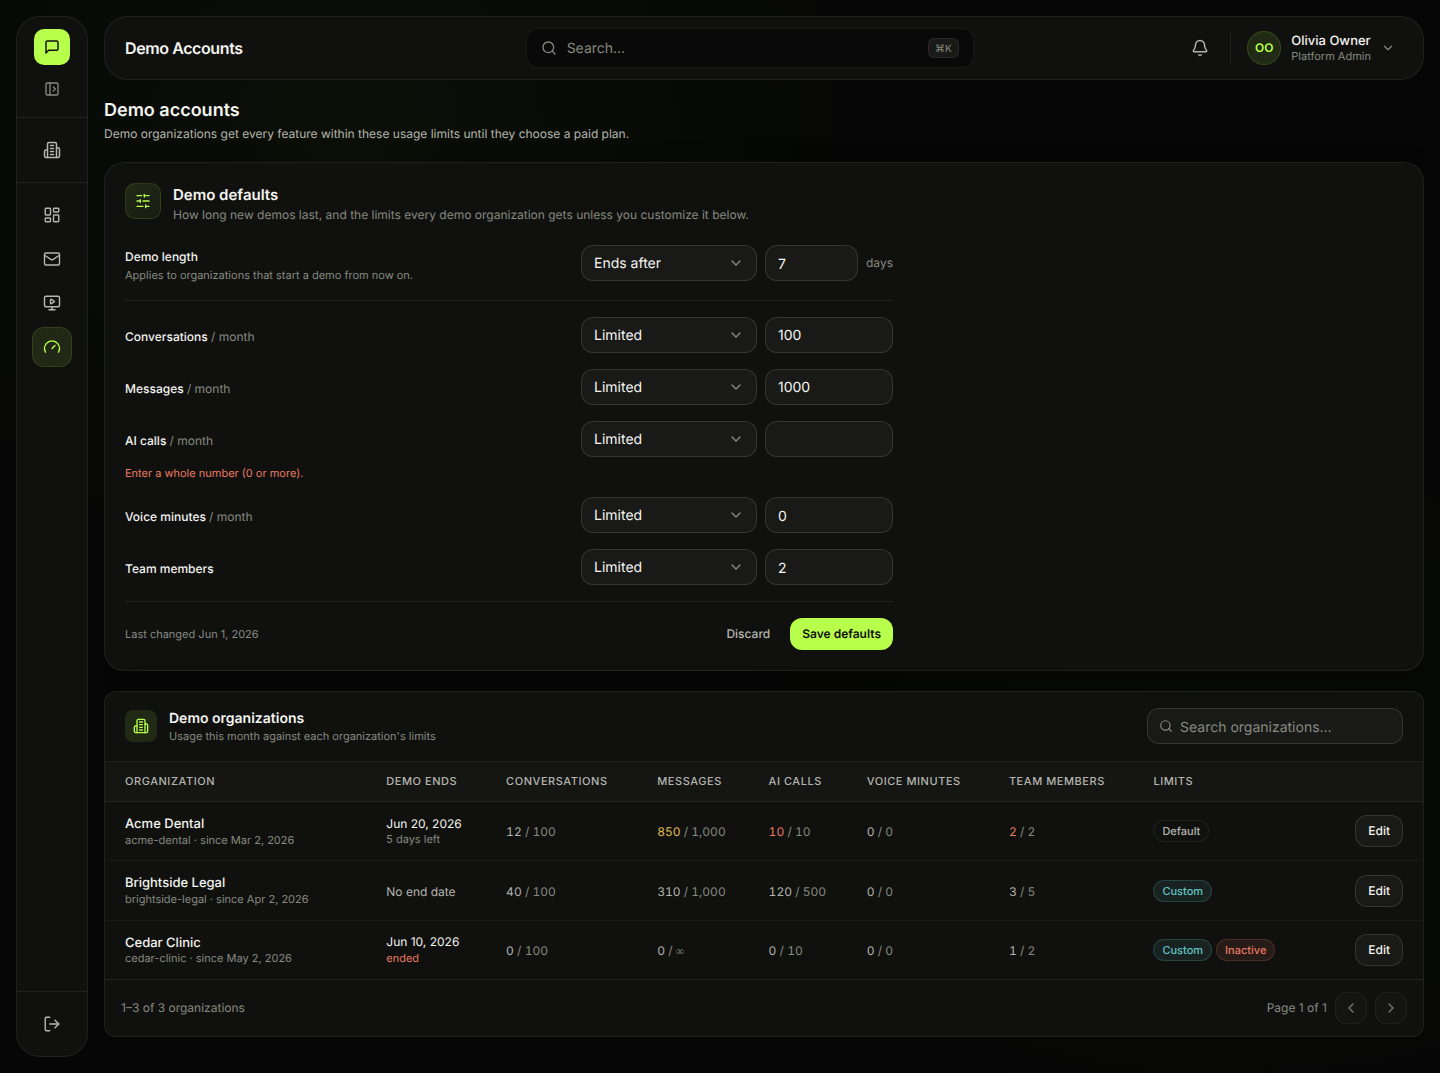 Demo Accounts
Search...
⌘K
OO
Olivia Owner
Platform Admin
Demo accounts
Demo organizations get every feature within these usage limits until they choose a paid plan.
Demo defaults
How long new demos last, and the limits every demo organization gets unless you customize it below.
Demo length
Applies to organizations that start a demo from now on.
Ends after
7
days
Conversations / month
Limited
100
Messages / month
Limited
1000
AI calls / month
Limited
Enter a whole number (0 or more).
Voice minutes / month
Limited
0
Team members
Limited
2
Last changed Jun 1, 2026
Discard
Save defaults
Demo organizations
Usage this month against each organization's limits
Search organizations...
ORGANIZATION DEMO ENDS CONVERSATIONS MESSAGES AI CALLS VOICE MINUTES TEAM MEMBERS LIMITS
Acme Dental
acme-dental · since Mar 2, 2026
Jun 20, 2026
5 days left
12 / 100
850 / 1,000
10 / 10
0 / 0
2 / 2
Default
Edit
Brightside Legal
brightside-legal · since Apr 2, 2026
No end date
40 / 100
310 / 1,000
120 / 500
0 / 0
3 / 5
Custom
Edit
Cedar Clinic
cedar-clinic · since May 2, 2026
Jun 10, 2026
ended
0 / 100
0 / ∞
0 / 10
0 / 0
1 / 2
Custom
Inactive
Edit
1–3 of 3 organizations
Page 1 of 1